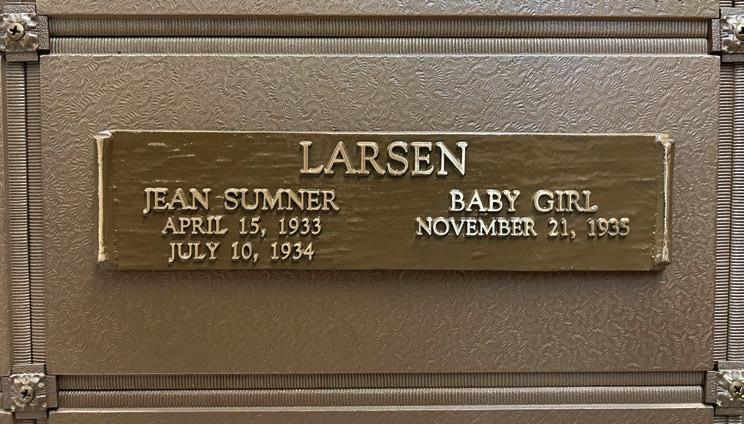 LARSEN
JEAN SUMNER BABY GIRL
APRIL 15, 1933 NOVEMBER 21, 1935
JULY 10, 1934